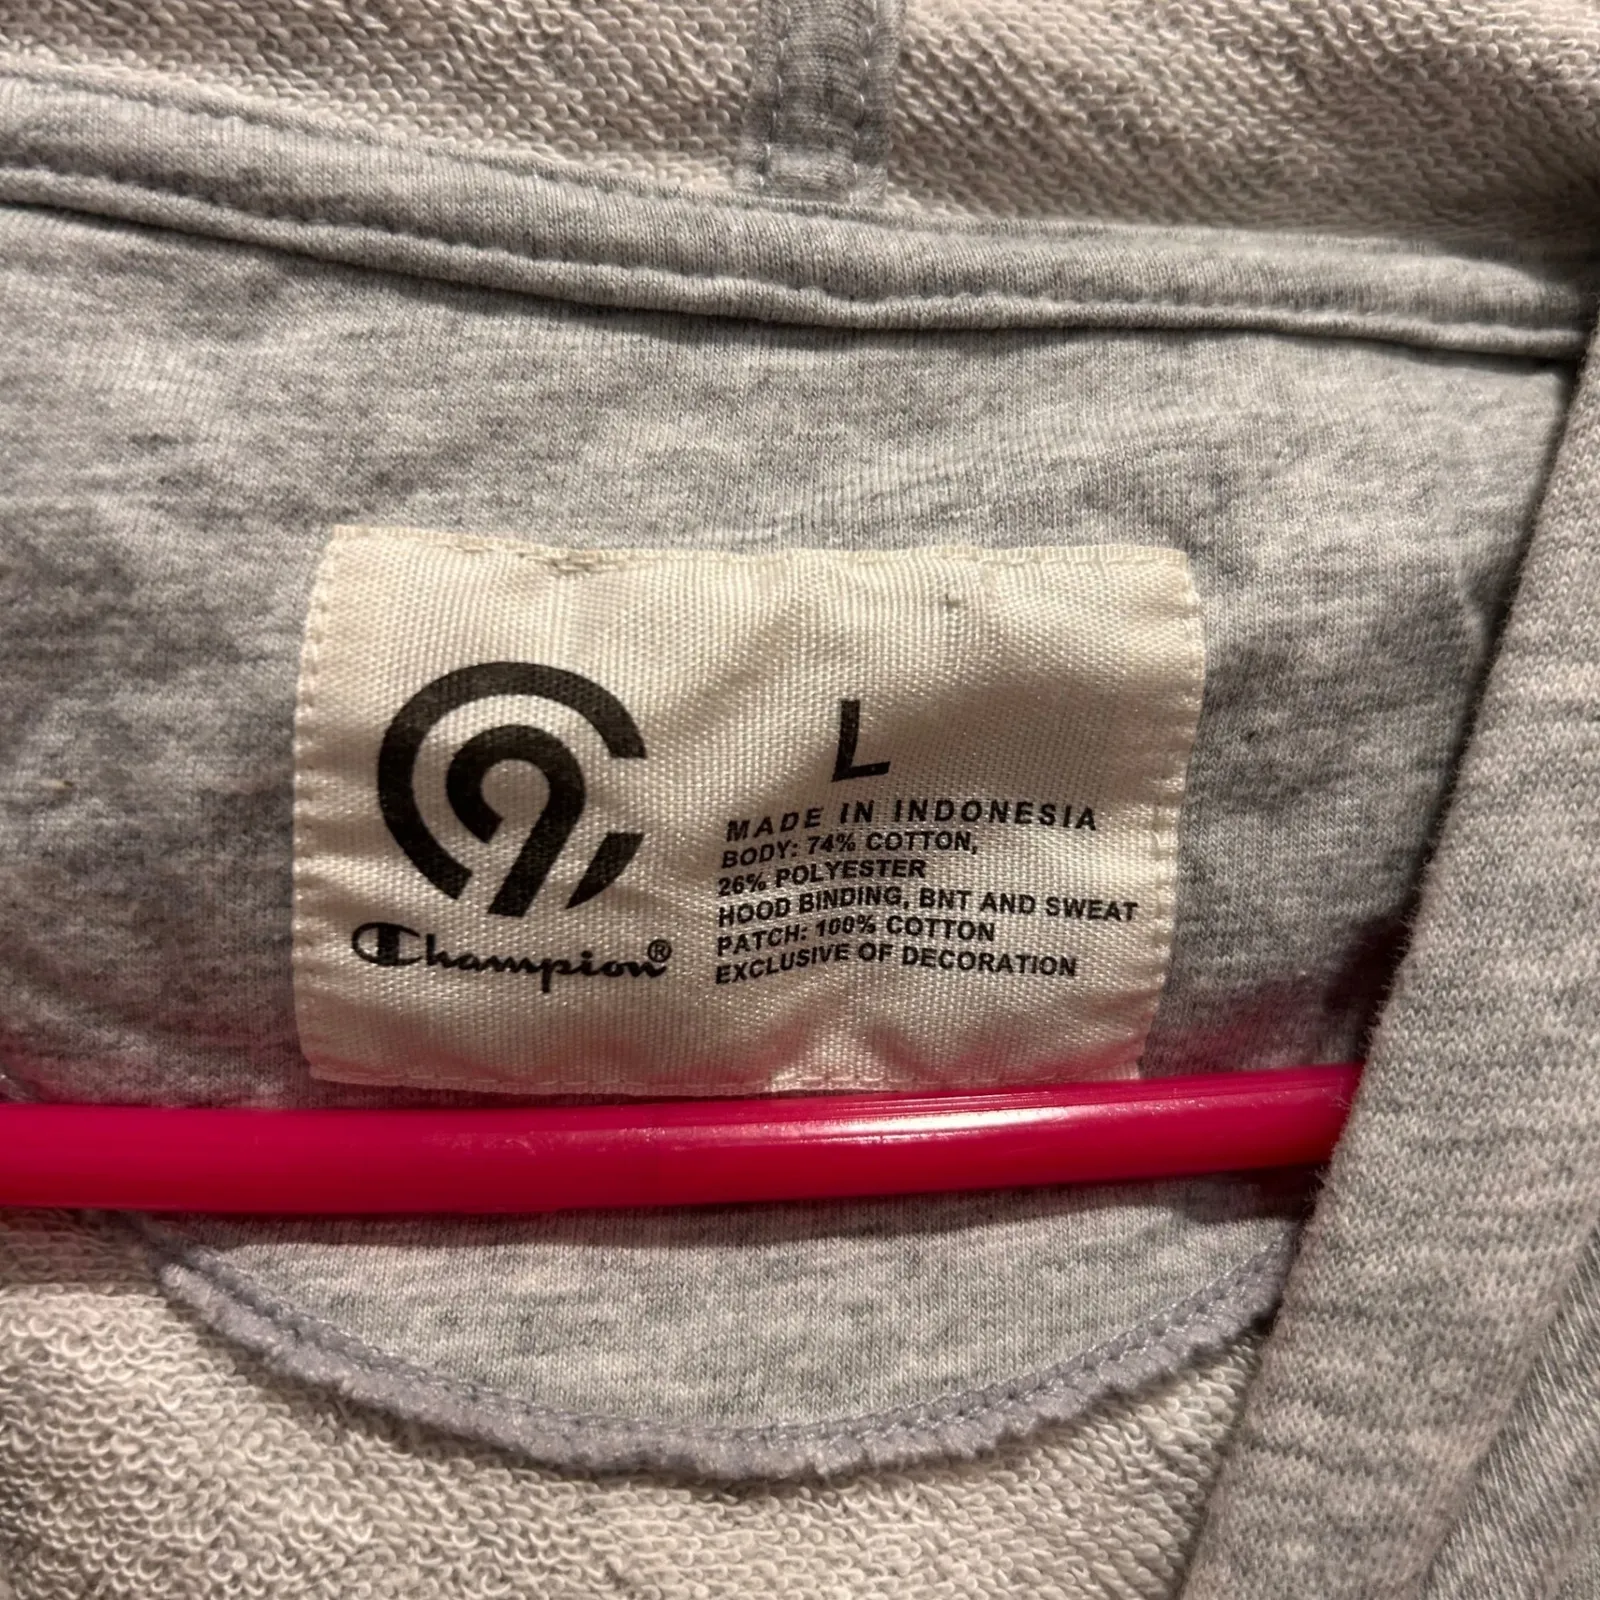 C9
Champion®
L
MADE IN INDONESIA
BODY: 74% COTTON,
26% POLYESTER
HOOD BINDING, BNT AND SWEAT
PATCH: 100% COTTON
EXCLUSIVE OF DECORATION